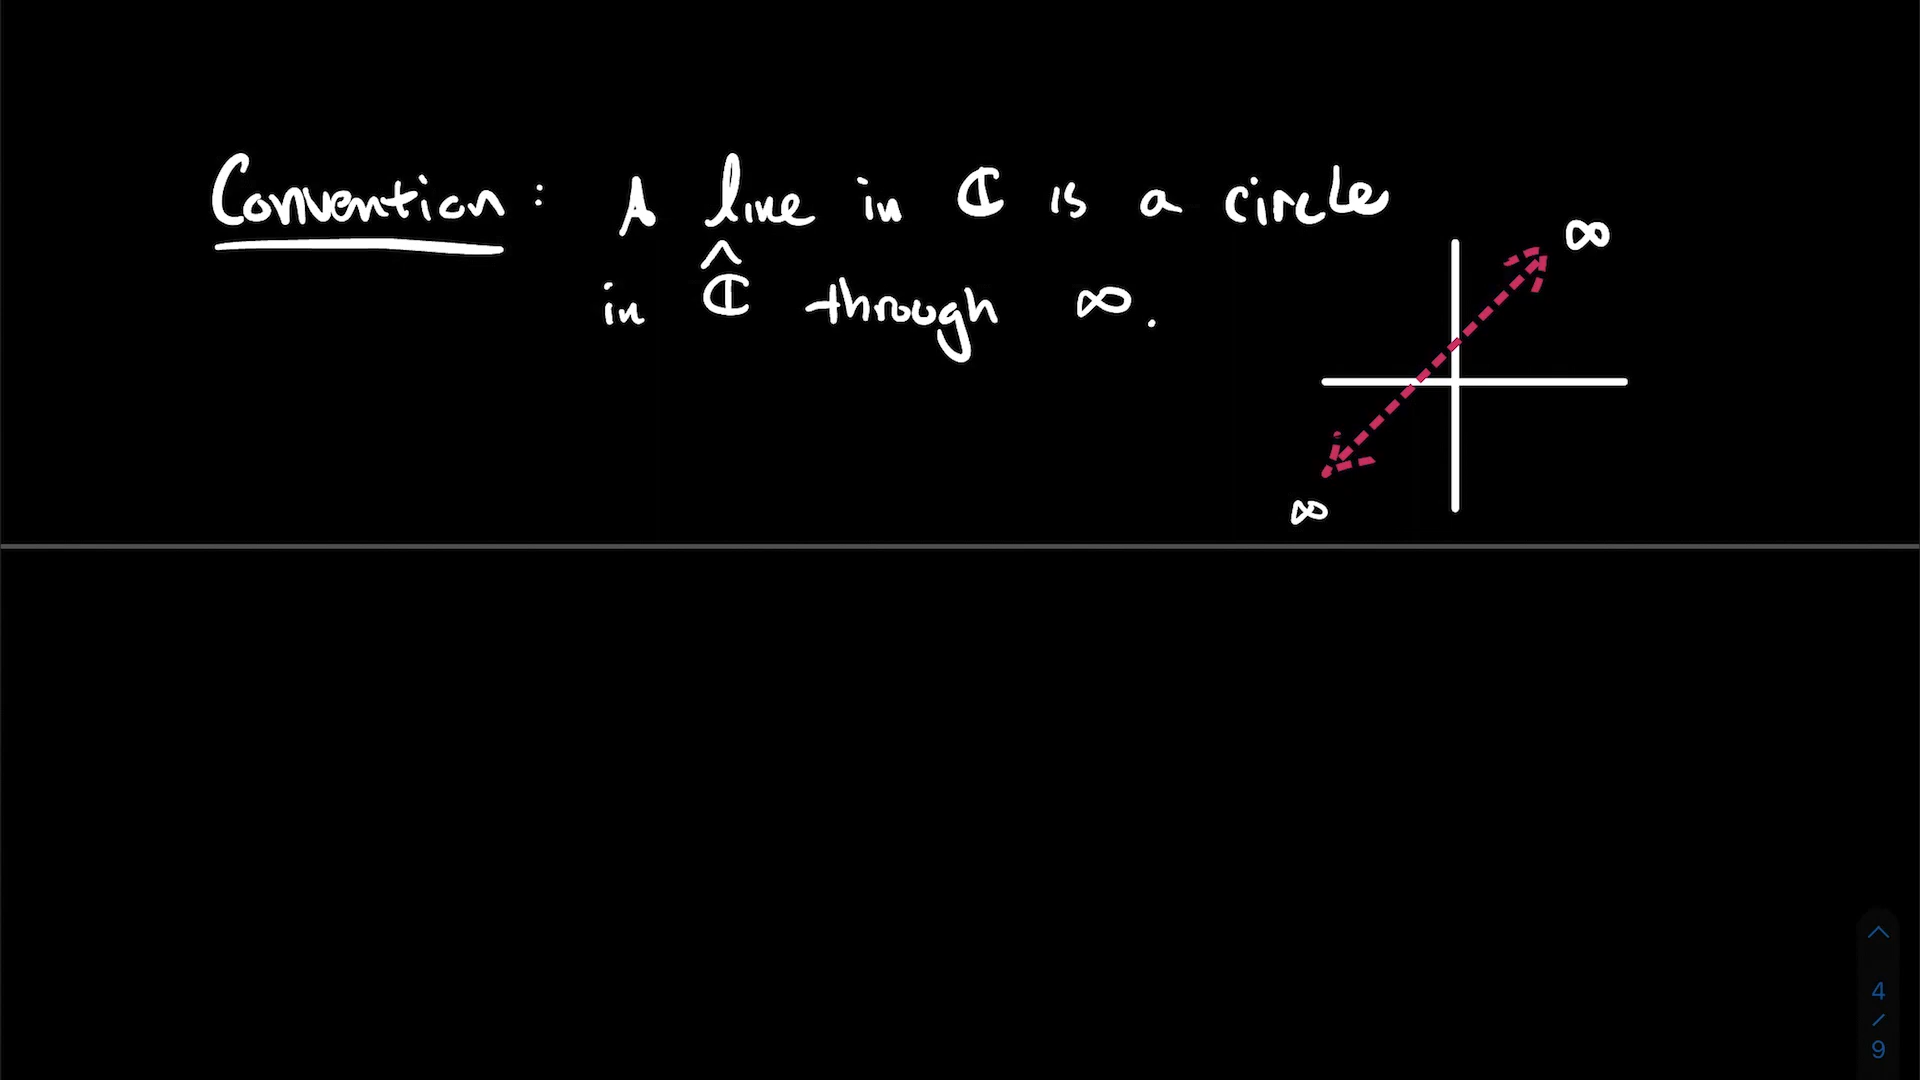 Convention: A line in ℂ is a circle
in ℂ̂ through ∞.
∞
∞
4
/
9